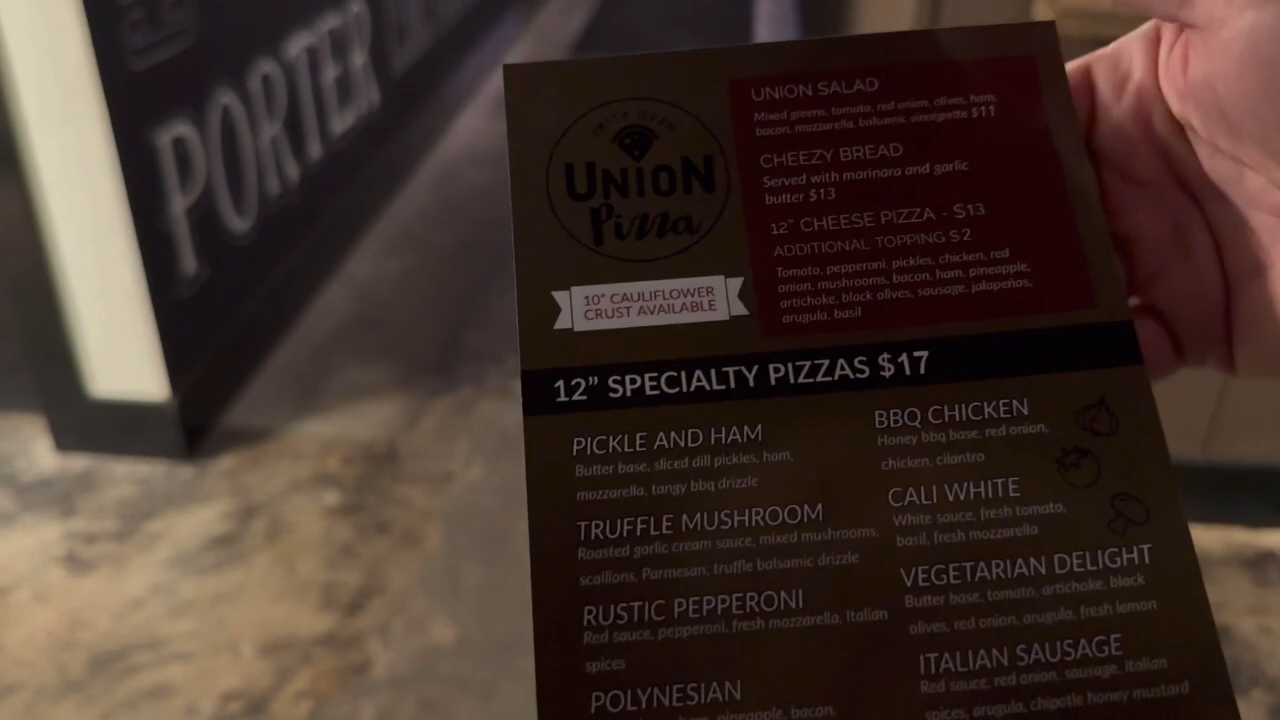 PORTER
BRICK OVEN
UNION
Pizza
10" CAULIFLOWER
CRUST AVAILABLE
UNION SALAD
Mixed greens, tomato, red onion, olives, ham,
bacon, mozzarella, balsamic vinaigrette $11
CHEEZY BREAD
Served with marinara and garlic
butter $13
12" CHEESE PIZZA - $13
ADDITIONAL TOPPING $2
Tomato, pepperoni, pickles, chicken, red
onion, mushrooms, bacon, ham, pineapple,
artichoke, black olives, sausage, jalapeños,
arugula, basil
12” SPECIALTY PIZZAS $17
PICKLE AND HAM
Butter base, sliced dill pickles, ham,
mozzarella, tangy bbq drizzle
TRUFFLE MUSHROOM
Roasted garlic cream sauce, mixed mushrooms,
scallions, Parmesan, truffle balsamic drizzle
RUSTIC PEPPERONI
Red sauce, pepperoni, fresh mozzarella, Italian
spices
POLYNESIAN
ham, pineapple, bacon,
BBQ CHICKEN
Honey bbq base, red onion,
chicken, cilantro
CALI WHITE
White sauce, fresh tomato,
basil, fresh mozzarella
VEGETARIAN DELIGHT
Butter base, tomato, artichoke, black
olives, red onion, arugula, fresh lemon
ITALIAN SAUSAGE
Red sauce, red onion, sausage, Italian
spices, arugula, chipotle honey mustard